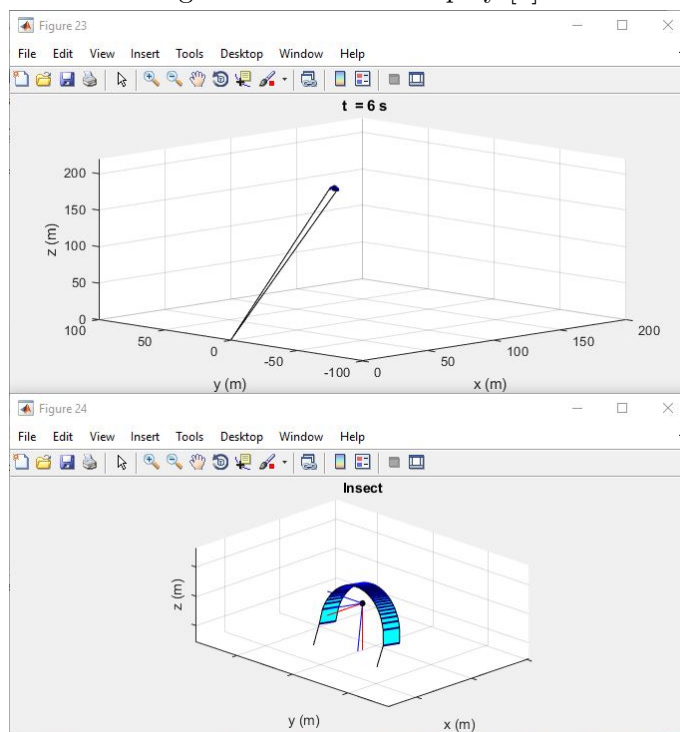 Figure 23
File Edit View Insert Tools Desktop Window Help
t = 6 s
200
150
100
50
0
z (m)
100
50
0
-50
-100
y (m)
0
50
100
150
200
x (m)
Figure 24
File Edit View Insert Tools Desktop Window Help
Insect
z (m)
y (m)
x (m)